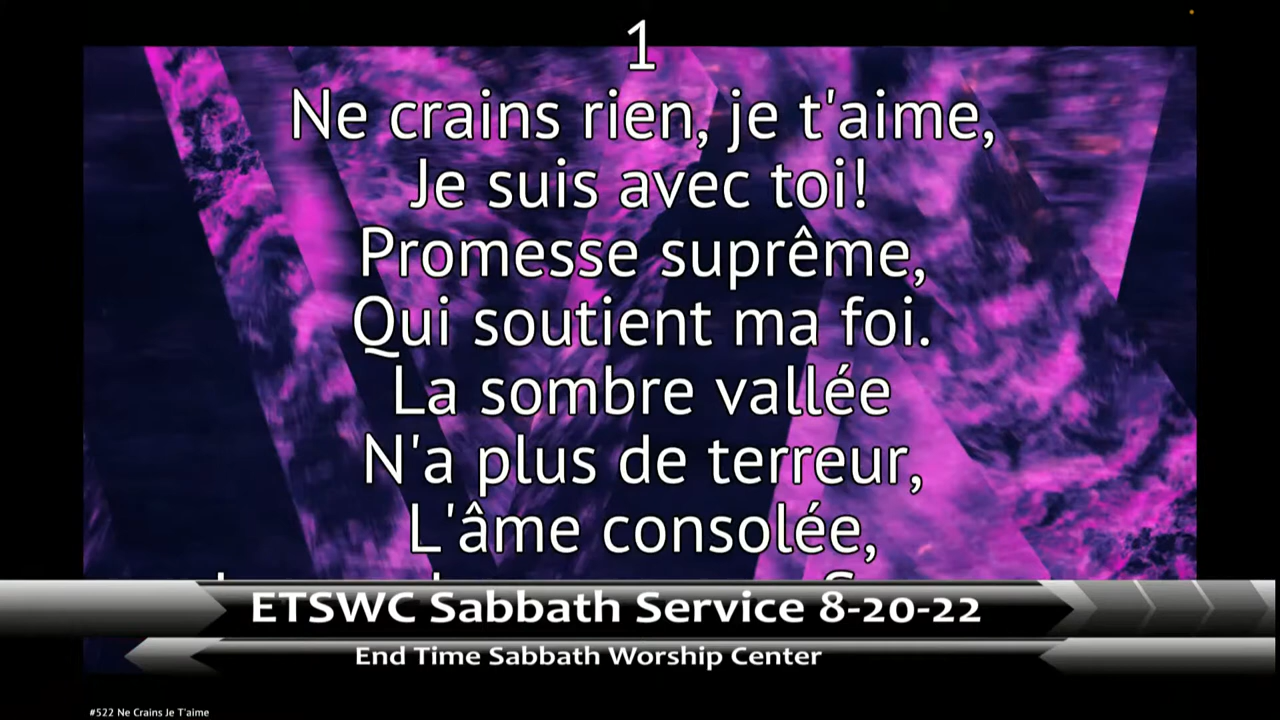 1
Ne crains rien, je t'aime,
Je suis avec toi!
Promesse suprême,
Qui soutient ma foi.
La sombre vallée
N'a plus de terreur,
L'âme consolée,
ETSWC Sabbath Service 8-20-22
End Time Sabbath Worship Center
#522 Ne Crains Je T'aime